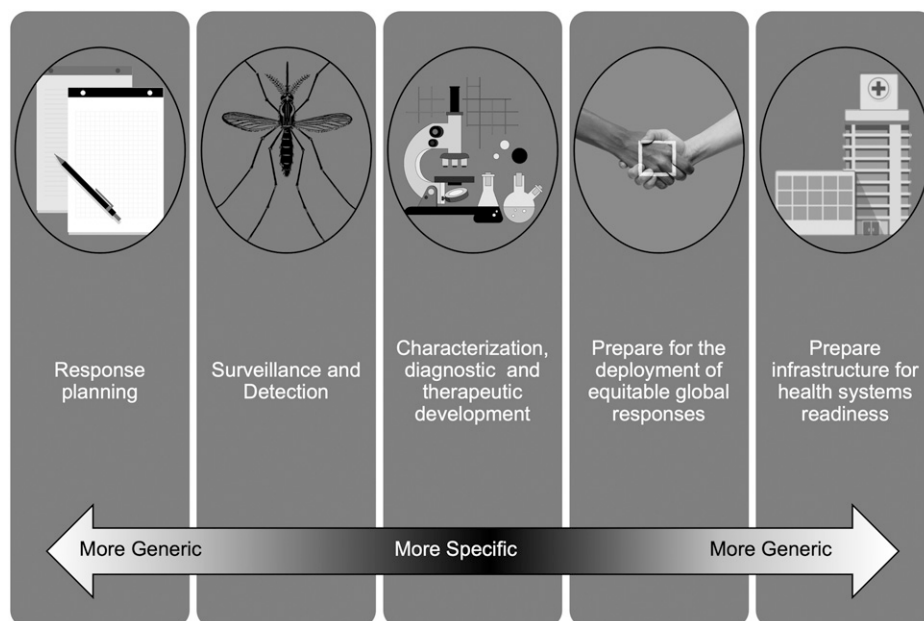 Response
planning
Surveillance and
Detection
Characterization,
diagnostic and
therapeutic
development
Prepare for the
deployment of
equitable global
responses
Prepare
infrastructure for
health systems
readiness
More Generic
More Specific
More Generic